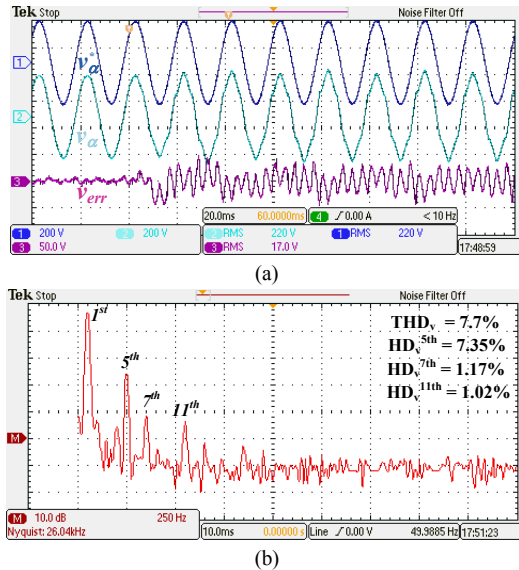 Tek Stop Noise Filter Off
1
v*α
2
vα
3
verr
20.0ms 60.0000ms 4 / 0.00 A < 10 Hz
1 200 V 2 200 V 2 RMS 220 V 1 RMS 220 V
3 50.0 V 3 RMS 17.0 V 17:48:59
(a)
Tek Stop Noise Filter Off
1st
THDv = 7.7%
5th
HDv5th = 7.35%
7th
HDv7th = 1.17%
11th
HDv11th = 1.02%
M
M 10.0 dB 250 Hz
Nyquist: 26.04kHz 10.0ms 0.00000 s Line / 0.00 V 49.9885 Hz 17:51:23
(b)